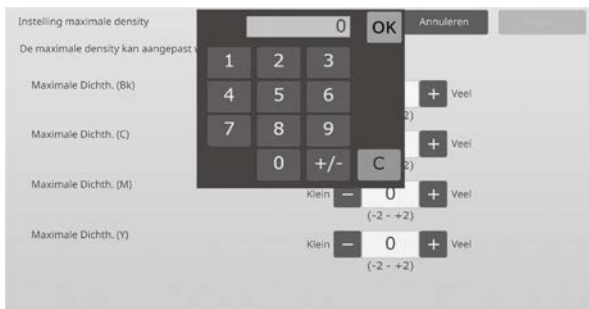 Instelling maximale density
0 OK
Annuleren
De maximale density kan aangepast
1 2 3
Maximale Dichth. (Bk)
4 5 6
+ Veel
2)
7 8 9
Maximale Dichth. (C)
+ Veel
2)
0 +/- C
Maximale Dichth. (M)
Klein − 0 + Veel
(-2 - +2)
Maximale Dichth. (Y)
Klein − 0 + Veel
(-2 - +2)